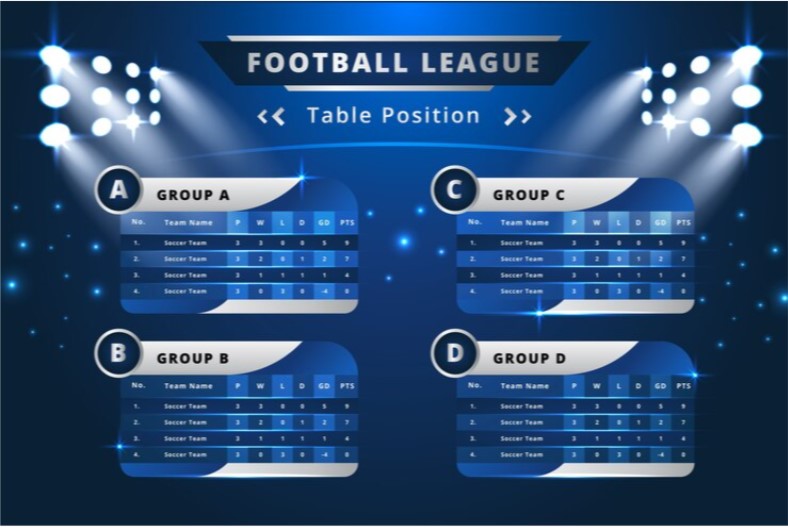 FOOTBALL LEAGUE
<< Table Position >>
A GROUP A
No. Team Name P W L D GD PTS
1. Soccer Team 3 3 0 0 5 9
2. Soccer Team 3 2 0 1 2 7
3. Soccer Team 3 1 1 1 1 4
4. Soccer Team 3 0 3 0 -4 0
C GROUP C
No. Team Name P W L D GD PTS
1. Soccer Team 3 3 0 0 5 9
2. Soccer Team 3 2 0 1 2 7
3. Soccer Team 3 1 1 1 1 4
4. Soccer Team 3 0 3 0 -4 0
B GROUP B
No. Team Name P W L D GD PTS
1. Soccer Team 3 3 0 0 5 9
2. Soccer Team 3 2 0 1 2 7
3. Soccer Team 3 1 1 1 1 4
4. Soccer Team 3 0 3 0 -4 0
D GROUP D
No. Team Name P W L D GD PTS
1. Soccer Team 3 3 0 0 5 9
2. Soccer Team 3 2 0 1 2 7
3. Soccer Team 3 1 1 1 1 4
4. Soccer Team 3 0 3 0 -4 0